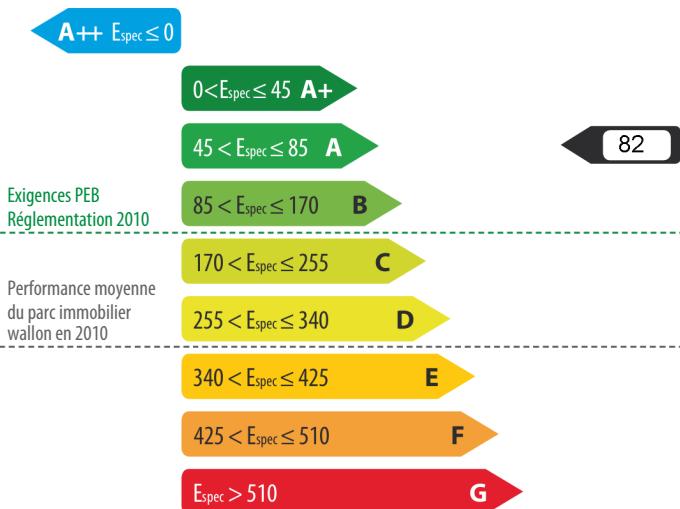 A++ Espec ≤ 0
0<Espec ≤ 45 A+
45 < Espec ≤ 85 A
82
Exigences PEB
Réglementation 2010
85 < Espec ≤ 170 B
170 < Espec ≤ 255 C
Performance moyenne
du parc immobilier
wallon en 2010
255 < Espec ≤ 340 D
340 < Espec ≤ 425 E
425 < Espec ≤ 510 F
Espec > 510 G